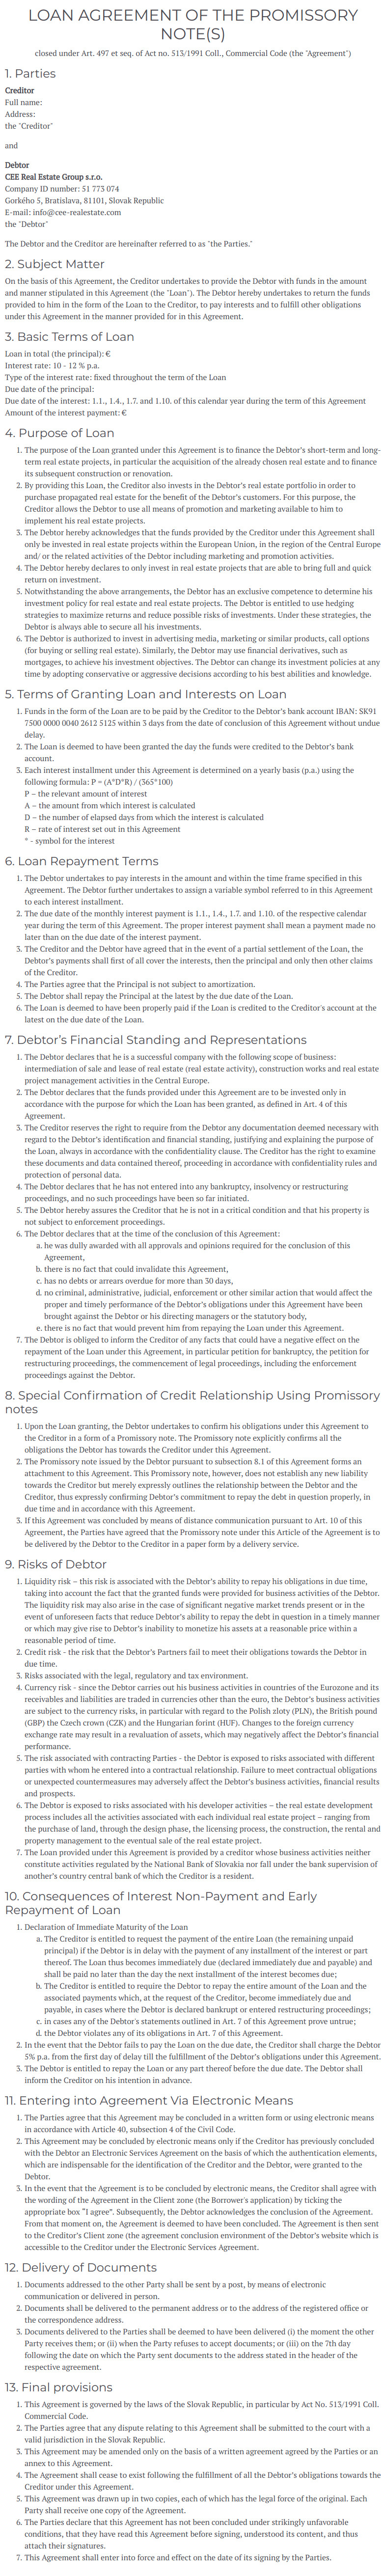 LOAN AGREEMENT OF THE PROMISSORY
NOTE(S)
closed under Art. 497 et seq. of Act no. 513/1991 Coll., Commercial Code (the "Agreement")
1. Parties
Creditor
Full name:
Address:
the "Creditor"
and
Debtor
CEE Real Estate Group s.r.o.
Company ID number: 51 773 074
Gorkého 5, Bratislava, 81101, Slovak Republic
E-mail: info@cee-realestate.com
the "Debtor"
The Debtor and the Creditor are hereinafter referred to as "the Parties."
2. Subject Matter
On the basis of this Agreement, the Creditor undertakes to provide the Debtor with funds in the amount
and manner stipulated in this Agreement (the "Loan"). The Debtor hereby undertakes to return the funds
provided to him in the form of the Loan to the Creditor, to pay interests and to fulfill other obligations
under this Agreement in the manner provided for in this Agreement.
3. Basic Terms of Loan
Loan in total (the principal): €
Interest rate: 10 - 12 % p.a.
Type of the interest rate: fixed throughout the term of the Loan
Due date of the principal:
Due date of the interest: 1.1., 1.4., 1.7. and 1.10. of this calendar year during the term of this Agreement
Amount of the interest payment: €
4. Purpose of Loan
1. The purpose of the Loan granted under this Agreement is to finance the Debtor's short-term and long-
term real estate projects, in particular the acquisition of the already chosen real estate and to finance
its subsequent construction or renovation.
2. By providing this Loan, the Creditor also invests in the Debtor's real estate portfolio in order to
purchase propagated real estate for the benefit of the Debtor's customers. For this purpose, the
Creditor allows the Debtor to use all means of promotion and marketing available to him to
implement his real estate projects.
3. The Debtor hereby acknowledges that the funds provided by the Creditor under this Agreement shall
only be invested in real estate projects within the European Union, in the region of the Central Europe
and/ or the related activities of the Debtor including marketing and promotion activities.
4. The Debtor hereby declares to only invest in real estate projects that are able to bring full and quick
return on investment.
5. Notwithstanding the above arrangements, the Debtor has an exclusive competence to determine his
investment policy for real estate and real estate projects. The Debtor is entitled to use hedging
strategies to maximize returns and reduce possible risks of investments. Under these strategies, the
Debtor is always able to secure all his investments.
6. The Debtor is authorized to invest in advertising media, marketing or similar products, call options
(for buying or selling real estate). Similarly, the Debtor may use financial derivatives, such as
mortgages, to achieve his investment objectives. The Debtor can change its investment policies at any
time by adopting conservative or aggressive decisions according to his best abilities and knowledge.
5. Terms of Granting Loan and Interests on Loan
1. Funds in the form of the Loan are to be paid by the Creditor to the Debtor's bank account IBAN: SK91
7500 0000 0040 2612 5125 within 3 days from the date of conclusion of this Agreement without undue
delay.
2. The Loan is deemed to have been granted the day the funds were credited to the Debtor's bank
account.
3. Each interest installment under this Agreement is determined on a yearly basis (p.a.) using the
following formula: P = (A*D*R) / (365*100)
P – the relevant amount of interest
A – the amount from which interest is calculated
D – the number of elapsed days from which the interest is calculated
R – rate of interest set out in this Agreement
* - symbol for the interest
6. Loan Repayment Terms
1. The Debtor undertakes to pay interests in the amount and within the time frame specified in this
Agreement. The Debtor further undertakes to assign a variable symbol referred to in this Agreement
to each interest installment.
2. The due date of the monthly interest payment is 1.1., 1.4., 1.7. and 1.10. of the respective calendar
year during the term of this Agreement. The proper interest payment shall mean a payment made no
later than on the due date of the interest payment.
3. The Creditor and the Debtor have agreed that in the event of a partial settlement of the Loan, the
Debtor's payments shall first of all cover the interests, then the principal and only then other claims
of the Creditor.
4. The Parties agree that the Principal is not subject to amortization.
5. The Debtor shall repay the Principal at the latest by the due date of the Loan.
6. The Loan is deemed to have been properly paid if the Loan is credited to the Creditor's account at the
latest on the due date of the Loan.
7. Debtor's Financial Standing and Representations
1. The Debtor declares that he is a successful company with the following scope of business:
intermediation of sale and lease of real estate (real estate activity), construction works and real estate
project management activities in the Central Europe.
2. The Debtor declares that the funds provided under this Agreement are to be invested only in
accordance with the purpose for which the Loan has been granted, as defined in Art. 4 of this
Agreement.
3. The Creditor reserves the right to require from the Debtor any documentation deemed necessary with
regard to the Debtor's identification and financial standing, justifying and explaining the purpose of
the Loan, always in accordance with the confidentiality clause. The Creditor has the right to examine
these documents and data contained thereof, proceeding in accordance with confidentiality rules and
protection of personal data.
4. The Debtor declares that he has not entered into any bankruptcy, insolvency or restructuring
proceedings, and no such proceedings have been so far initiated.
5. The Debtor hereby assures the Creditor that he is not in a critical condition and that his property is
not subject to enforcement proceedings.
6. The Debtor declares that at the time of the conclusion of this Agreement:
a. he was dully awarded with all approvals and opinions required for the conclusion of this
Agreement,
b. there is no fact that could invalidate this Agreement,
c. has no debts or arrears overdue for more than 30 days,
d. no criminal, administrative, judicial, enforcement or other similar action that would affect the
proper and timely performance of the Debtor's obligations under this Agreement have been
brought against the Debtor or his directing managers or the statutory body,
e. there is no fact that would prevent him from repaying the Loan under this Agreement.
7. The Debtor is obliged to inform the Creditor of any facts that could have a negative effect on the
repayment of the Loan under this Agreement, in particular petition for bankruptcy, the petition for
restructuring proceedings, the commencement of legal proceedings, including the enforcement
proceedings against the Debtor.
8. Special Confirmation of Credit Relationship Using Promissory
notes
1. Upon the Loan granting, the Debtor undertakes to confirm his obligations under this Agreement to
the Creditor in a form of a Promissory note. The Promissory note explicitly confirms all the
obligations the Debtor has towards the Creditor under this Agreement.
2. The Promissory note issued by the Debtor pursuant to subsection 8.1 of this Agreement forms an
attachment to this Agreement. This Promissory note, however, does not establish any new liability
towards the Creditor but merely expressly outlines the relationship between the Debtor and the
Creditor, thus expressly confirming Debtor's commitment to repay the debt in question properly, in
due time and in accordance with this Agreement.
3. If this Agreement was concluded by means of distance communication pursuant to Art. 10 of this
Agreement, the Parties have agreed that the Promissory note under this Article of the Agreement is to
be delivered by the Debtor to the Creditor in a paper form by a delivery service.
9. Risks of Debtor
1. Liquidity risk – this risk is associated with the Debtor's ability to repay his obligations in due time,
taking into account the fact that the granted funds were provided for business activities of the Debtor.
The liquidity risk may also arise in the case of significant negative market trends present or in the
event of unforeseen facts that reduce Debtor's ability to repay the debt in question in a timely manner
or which may give rise to Debtor's inability to monetize his assets at a reasonable price within a
reasonable period of time.
2. Credit risk - the risk that the Debtor's Partners fail to meet their obligations towards the Debtor in
due time.
3. Risks associated with the legal, regulatory and tax environment.
4. Currency risk - since the Debtor carries out his business activities in countries of the Eurozone and its
receivables and liabilities are traded in currencies other than the euro, the Debtor's business activities
are subject to the currency risks, in particular with regard to the Polish zloty (PLN), the British pound
(GBP) the Czech crown (CZK) and the Hungarian forint (HUF). Changes to the foreign currency
exchange rate may result in a revaluation of assets, which may negatively affect the Debtor's financial
performance.
5. The risk associated with contracting Parties - the Debtor is exposed to risks associated with different
parties with whom he entered into a contractual relationship. Failure to meet contractual obligations
or unexpected countermeasures may adversely affect the Debtor's business activities, financial results
and prospects.
6. The Debtor is exposed to risks associated with his developer activities – the real estate development
process includes all the activities associated with each individual real estate project – ranging from
the purchase of land, through the design phase, the licensing process, the construction, the rental and
property management to the eventual sale of the real estate project.
7. The Loan provided under this Agreement is provided by a creditor whose business activities neither
constitute activities regulated by the National Bank of Slovakia nor fall under the bank supervision of
another's country central bank of which the Creditor is a resident.
10. Consequences of Interest Non-Payment and Early
Repayment of Loan
1. Declaration of Immediate Maturity of the Loan
a. The Creditor is entitled to request the payment of the entire Loan (the remaining unpaid
principal) if the Debtor is in delay with the payment of any installment of the interest or part
thereof. The Loan thus becomes immediately due (declared immediately due and payable) and
shall be paid no later than the day the next installment of the interest becomes due;
b. The Creditor is entitled to require the Debtor to repay the entire amount of the Loan and the
associated payments which, at the request of the Creditor, become immediately due and
payable, in cases where the Debtor is declared bankrupt or entered restructuring proceedings;
c. in cases any of the Debtor's statements outlined in Art. 7 of this Agreement prove untrue;
d. the Debtor violates any of its obligations in Art. 7 of this Agreement.
2. In the event that the Debtor fails to pay the Loan on the due date, the Creditor shall charge the Debtor
5% p.a. from the first day of delay till the fulfillment of the Debtor's obligations under this Agreement.
3. The Debtor is entitled to repay the Loan or any part thereof before the due date. The Debtor shall
inform the Creditor on his intention in advance.
11. Entering into Agreement Via Electronic Means
1. The Parties agree that this Agreement may be concluded in a written form or using electronic means
in accordance with Article 40, subsection 4 of the Civil Code.
2. This Agreement may be concluded by electronic means only if the Creditor has previously concluded
with the Debtor an Electronic Services Agreement on the basis of which the authentication elements,
which are indispensable for the identification of the Creditor and the Debtor, were granted to the
Debtor.
3. In the event that the Agreement is to be concluded by electronic means, the Creditor shall agree with
the wording of the Agreement in the Client zone (the Borrower's application) by ticking the
appropriate box "I agree". Subsequently, the Debtor acknowledges the conclusion of the Agreement.
From that moment on, the Agreement is deemed to have been concluded. The Agreement is then sent
to the Creditor's Client zone (the agreement conclusion environment of the Debtor's website which is
accessible to the Creditor under the Electronic Services Agreement.
12. Delivery of Documents
1. Documents addressed to the other Party shall be sent by a post, by means of electronic
communication or delivered in person.
2. Documents shall be delivered to the permanent address or to the address of the registered office or
the correspondence address.
3. Documents delivered to the Parties shall be deemed to have been delivered (i) the moment the other
Party receives them; or (ii) when the Party refuses to accept documents; or (iii) on the 7th day
following the date on which the Party sent documents to the address stated in the header of the
respective agreement.
13. Final provisions
1. This Agreement is governed by the laws of the Slovak Republic, in particular by Act No. 513/1991 Coll.
Commercial Code.
2. The Parties agree that any dispute relating to this Agreement shall be submitted to the court with a
valid jurisdiction in the Slovak Republic.
3. This Agreement may be amended only on the basis of a written agreement agreed by the Parties or an
annex to this Agreement.
4. The Agreement shall cease to exist following the fulfillment of all the Debtor's obligations towards the
Creditor under this Agreement.
5. This Agreement was drawn up in two copies, each of which has the legal force of the original. Each
Party shall receive one copy of the Agreement.
6. The Parties declare that this Agreement has not been concluded under strikingly unfavorable
conditions, that they have read this Agreement before signing, understood its content, and thus
attach their signatures.
7. This Agreement shall enter into force and effect on the date of its signing by the Parties.